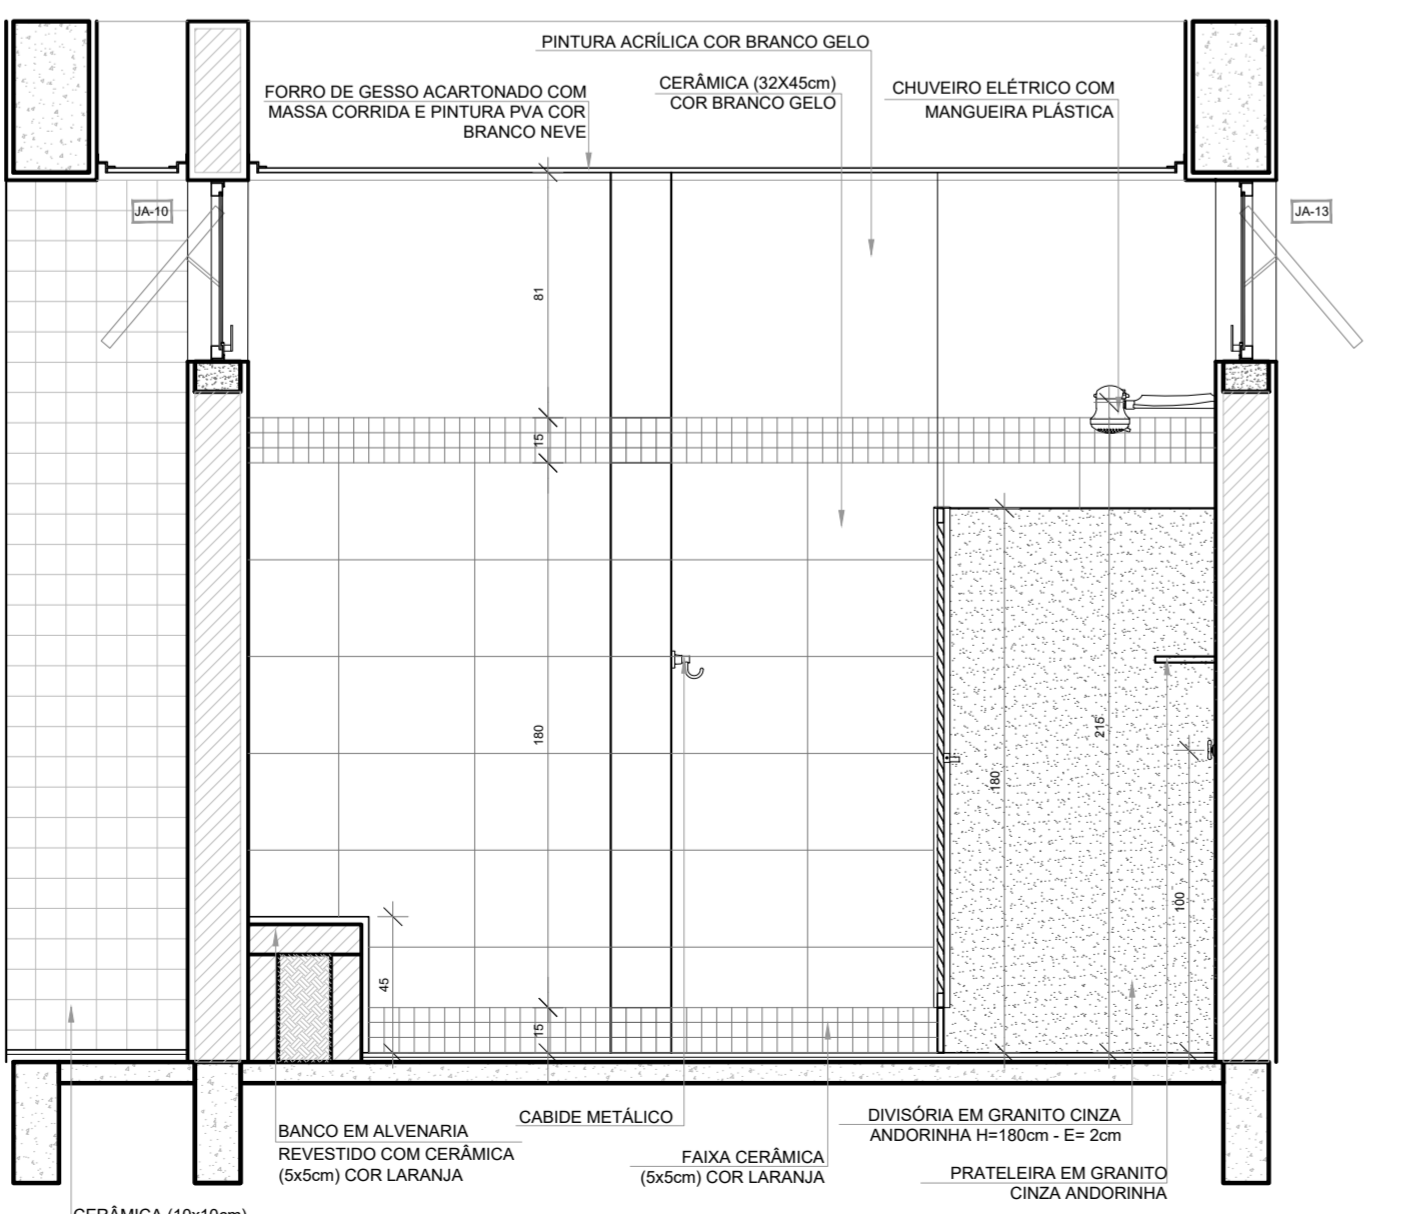 PINTURA ACRÍLICA COR BRANCO GELO
FORRO DE GESSO ACARTONADO COM
MASSA CORRIDA E PINTURA PVA COR
BRANCO NEVE
CERÂMICA (32X45cm)
COR BRANCO GELO
CHUVEIRO ELÉTRICO COM
MANGUEIRA PLÁSTICA
JA-10
JA-13
81
15
180
215
180
100
45
15
BANCO EM ALVENARIA
REVESTIDO COM CERÂMICA
(5x5cm) COR LARANJA
CABIDE METÁLICO
FAIXA CERÂMICA
(5x5cm) COR LARANJA
DIVISÓRIA EM GRANITO CINZA
ANDORINHA H=180cm - E= 2cm
PRATELEIRA EM GRANITO
CINZA ANDORINHA
CERÂMICA (10x10cm)